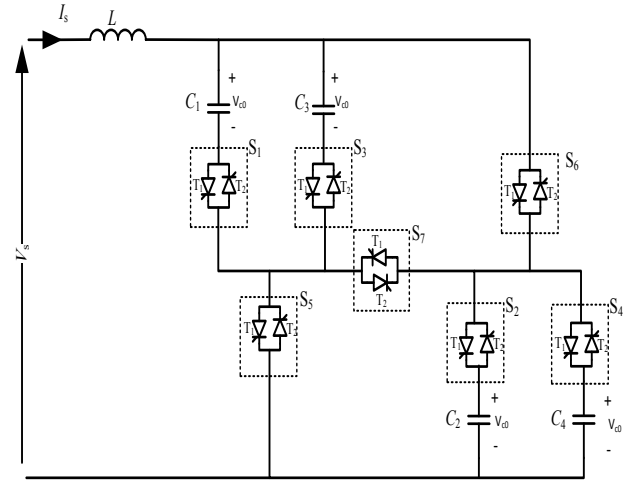 I_s L
+ + 
C_1 V_c0 C_3 V_c0
- -
S_1 S_3 S_6
T_1 T_2 T_1 T_2 T_1 T_2
S_7
T_1
T_2
V_s
S_5 S_2 S_4
T_1 T_2 T_1 T_2 T_1 T_2
+ +
C_2 V_c0 C_4 V_c0
- -